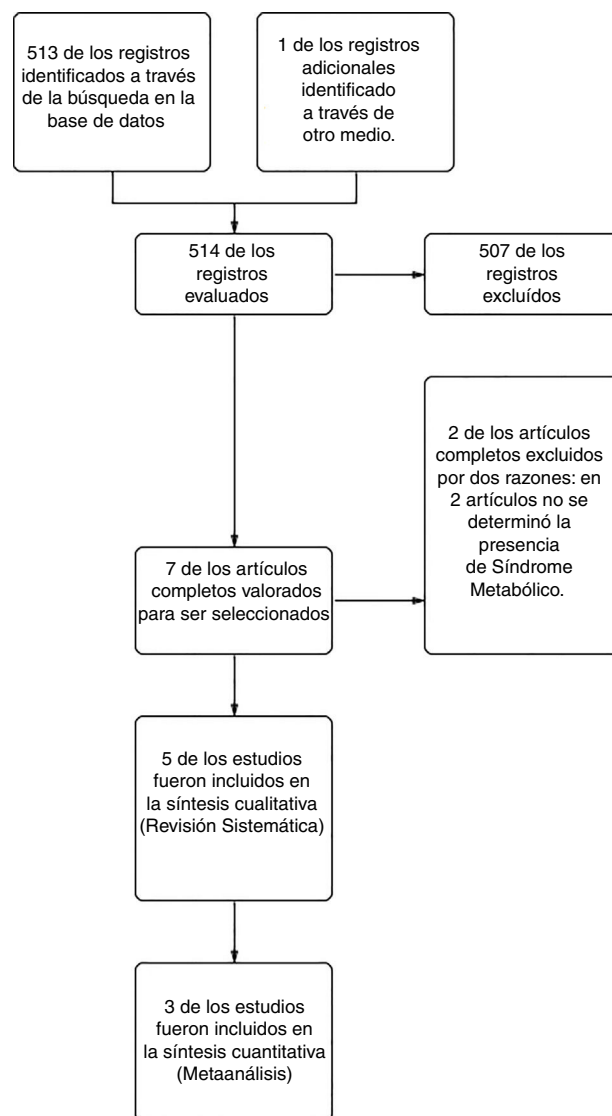 513 de los registros
identificados a través
de la búsqueda en la
base de datos
1 de los registros
adicionales
identificado
a través de
otro medio.
514 de los
registros
evaluados
507 de los
registros
excluídos
2 de los artículos
completos excluidos
por dos razones: en
2 artículos no se
determinó la
presencia
de Síndrome
Metabólico.
7 de los artículos
completos valorados
para ser seleccionados
5 de los estudios
fueron incluidos en
la síntesis cualitativa
(Revisión Sistemática)
3 de los estudios
fueron incluidos en
la síntesis cuantitativa
(Metaanálisis)